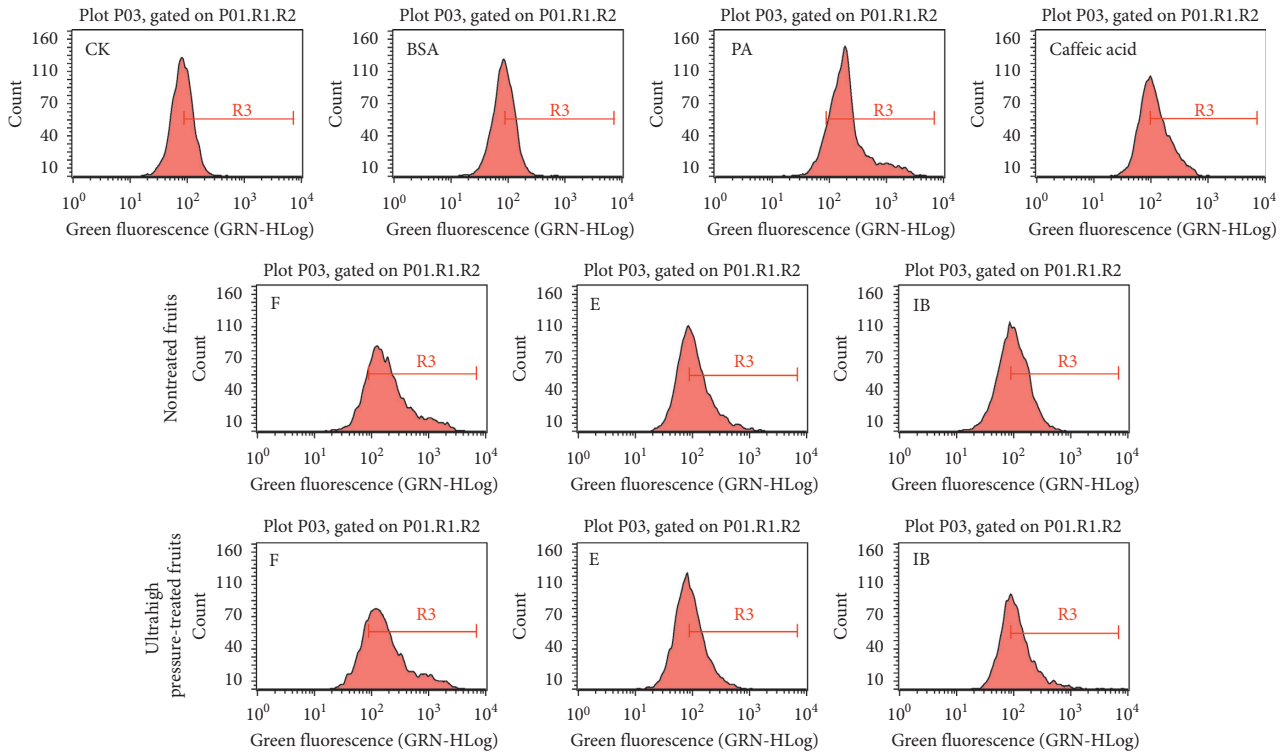 Plot P03, gated on P01.R1.R2
160
110
70
40
10
Count
CK
R3
10^0 10^1 10^2 10^3 10^4
Green fluorescence (GRN-HLog)
Plot P03, gated on P01.R1.R2
160
110
70
40
10
Count
BSA
R3
10^0 10^1 10^2 10^3 10^4
Green fluorescence (GRN-HLog)
Plot P03, gated on P01.R1.R2
160
110
70
40
10
Count
PA
R3
10^0 10^1 10^2 10^3 10^4
Green fluorescence (GRN-HLog)
Plot P03, gated on P01.R1.R2
160
110
70
40
10
Count
Caffeic acid
R3
10^0 10^1 10^2 10^3 10^4
Green fluorescence (GRN-HLog)
Nontreated fruits
Plot P03, gated on P01.R1.R2
160
110
70
40
10
Count
F
R3
10^0 10^1 10^2 10^3 10^4
Green fluorescence (GRN-HLog)
Plot P03, gated on P01.R1.R2
160
110
70
40
10
Count
E
R3
10^0 10^1 10^2 10^3 10^4
Green fluorescence (GRN-HLog)
Plot P03, gated on P01.R1.R2
160
110
70
40
10
Count
IB
R3
10^0 10^1 10^2 10^3 10^4
Green fluorescence (GRN-HLog)
Ultrahigh
pressure-treated fruits
Plot P03, gated on P01.R1.R2
160
110
70
40
10
Count
F
R3
10^0 10^1 10^2 10^3 10^4
Green fluorescence (GRN-HLog)
Plot P03, gated on P01.R1.R2
160
110
70
40
10
Count
E
R3
10^0 10^1 10^2 10^3 10^4
Green fluorescence (GRN-HLog)
Plot P03, gated on P01.R1.R2
160
110
70
40
10
Count
IB
R3
10^0 10^1 10^2 10^3 10^4
Green fluorescence (GRN-HLog)